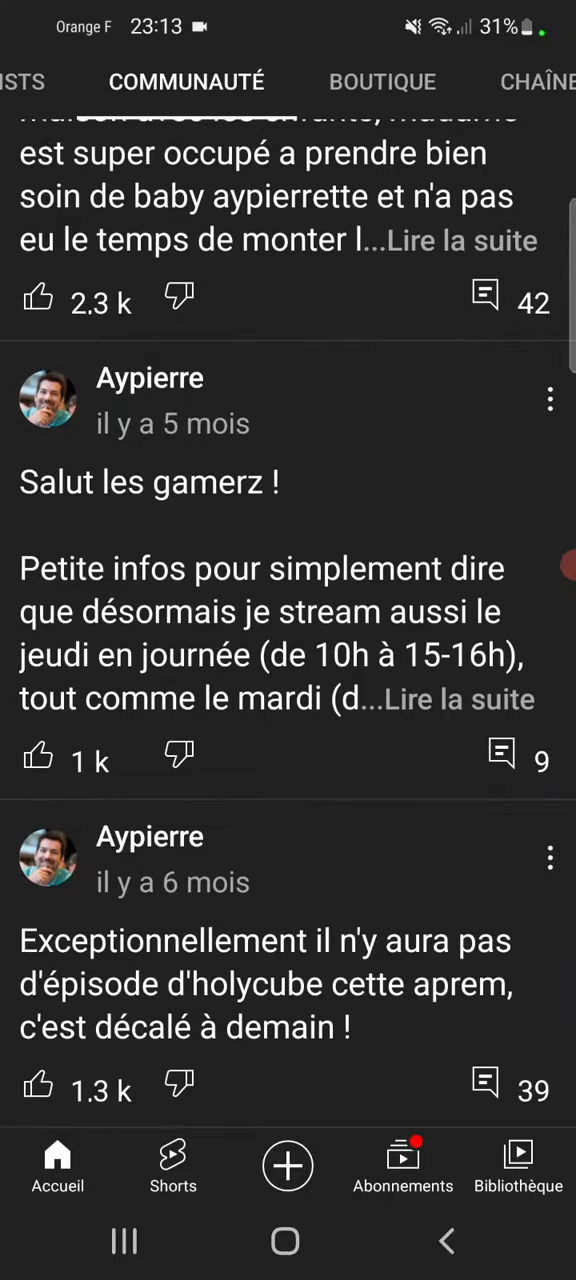 Orange F 23:13 31%
ISTS COMMUNAUTÉ BOUTIQUE CHAÎNE
est super occupé a prendre bien
soin de baby aypierrette et n'a pas
eu le temps de monter l...Lire la suite
2.3 k 42
Aypierre
il y a 5 mois
Salut les gamerz !
Petite infos pour simplement dire
que désormais je stream aussi le
jeudi en journée (de 10h à 15-16h),
tout comme le mardi (d...Lire la suite
1 k 9
Aypierre
il y a 6 mois
Exceptionnellement il n'y aura pas
d'épisode d'holycube cette aprem,
c'est décalé à demain !
1.3 k 39
Accueil Shorts Abonnements Bibliothèque